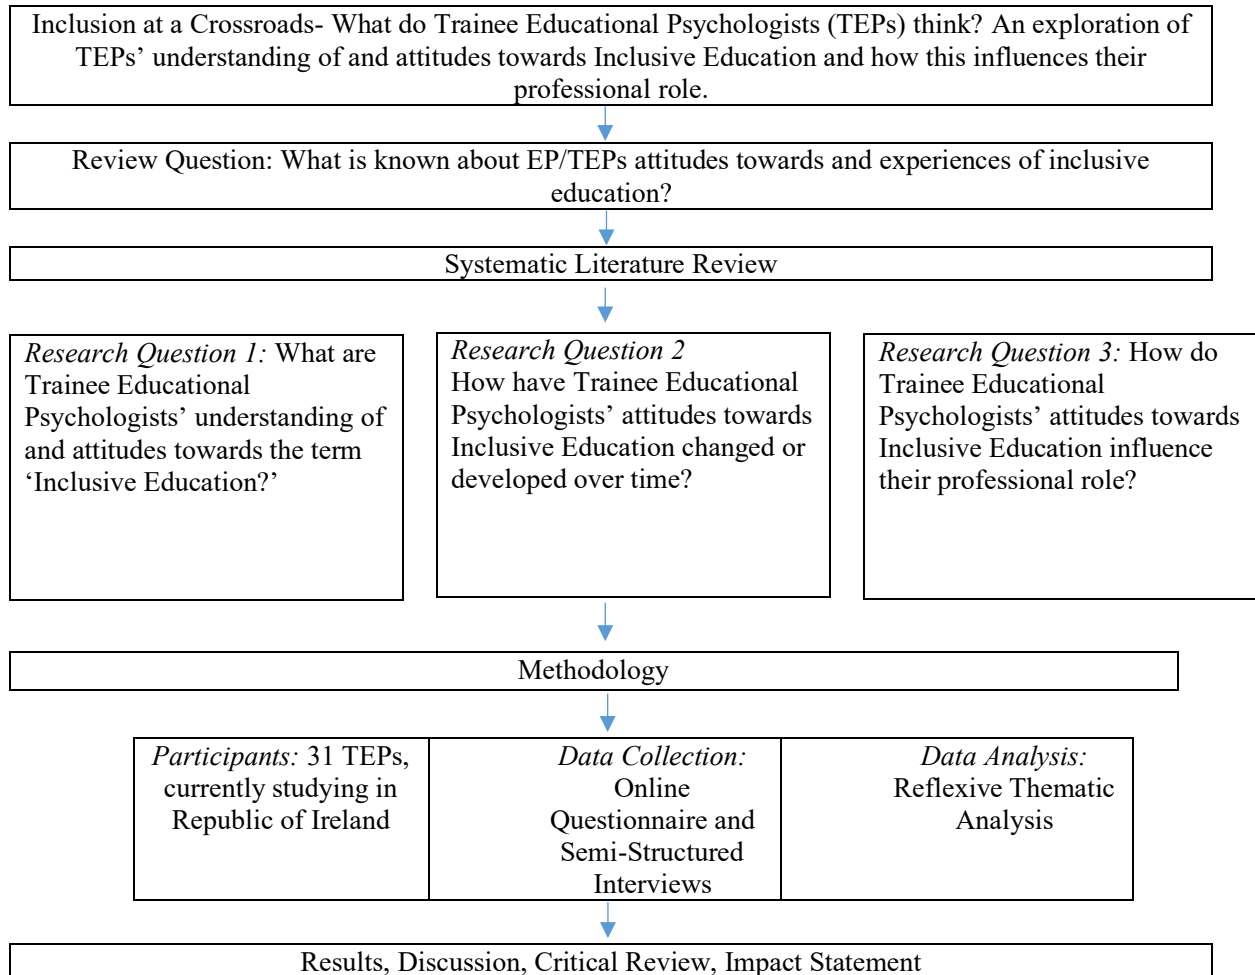 Inclusion at a Crossroads- What do Trainee Educational Psychologists (TEPs) think? An exploration of
TEPs’ understanding of and attitudes towards Inclusive Education and how this influences their
professional role.
Review Question: What is known about EP/TEPs attitudes towards and experiences of inclusive
education?
Systematic Literature Review
Research Question 1: What are
Trainee Educational
Psychologists’ understanding of
and attitudes towards the term
‘Inclusive Education?’
Research Question 2
How have Trainee Educational
Psychologists’ attitudes towards
Inclusive Education changed or
developed over time?
Research Question 3: How do
Trainee Educational
Psychologists’ attitudes towards
Inclusive Education influence
their professional role?
Methodology
Participants: 31 TEPs,
currently studying in
Republic of Ireland
Data Collection:
Online
Questionnaire and
Semi-Structured
Interviews
Data Analysis:
Reflexive Thematic
Analysis
Results, Discussion, Critical Review, Impact Statement